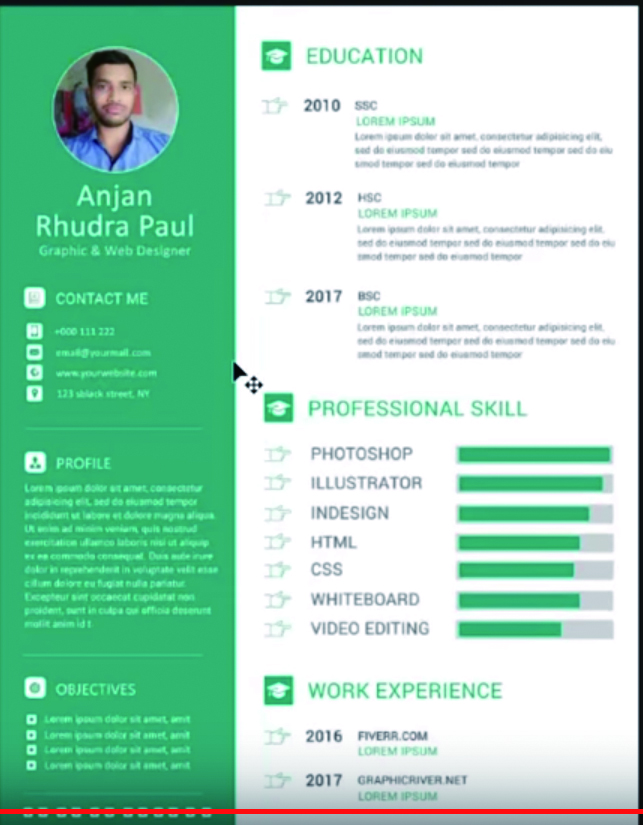 Anjan
Rhudra Paul
Graphic & Web Designer
CONTACT ME
+000 111 222
email@yourmail.com
www.yourwebsite.com
123 sblack street, NY
PROFILE
Lorem ipsum dolor sit amet, consectetur
adipisicing elit, sed do eiusmod tempor
incididunt ut labore et dolore magna aliqua.
Ut enim ad minim veniam, quis nostrud
exercitation ullamco laboris nisi ut aliquip
ex ea commodo consequat. Duis aute irure
dolor in reprehenderit in voluptate velit esse
cillum dolore eu fugiat nulla pariatur.
Excepteur sint occaecat cupidatat non
proident, sunt in culpa qui officia deserunt
mollit anim id t
OBJECTIVES
Lorem ipsum dolor sit amet, amit
Lorem ipsum dolor sit amet, amit
Lorem ipsum dolor sit amet, amit
Lorem ipsum dolor sit amet, amit
EDUCATION
2010 SSC
LOREM IPSUM
Lorem ipsum dolor sit amet, consectetur adipisicing elit,
sed do eiusmod tempor sed do eiusmod tempor sed do eiu
smod tempor sed do eiusmod tempor
2012 HSC
LOREM IPSUM
Lorem ipsum dolor sit amet, consectetur adipisicing elit,
sed do eiusmod tempor sed do eiusmod tempor sed do eiu
smod tempor sed do eiusmod tempor
2017 BSC
LOREM IPSUM
Lorem ipsum dolor sit amet, consectetur adipisicing elit,
sed do eiusmod tempor sed do eiusmod tempor sed do eiu
smod tempor sed do eiusmod tempor
PROFESSIONAL SKILL
PHOTOSHOP
ILLUSTRATOR
INDESIGN
HTML
CSS
WHITEBOARD
VIDEO EDITING
WORK EXPERIENCE
2016 FIVERR.COM
LOREM IPSUM
2017 GRAPHICRIVER.NET
LOREM IPSUM